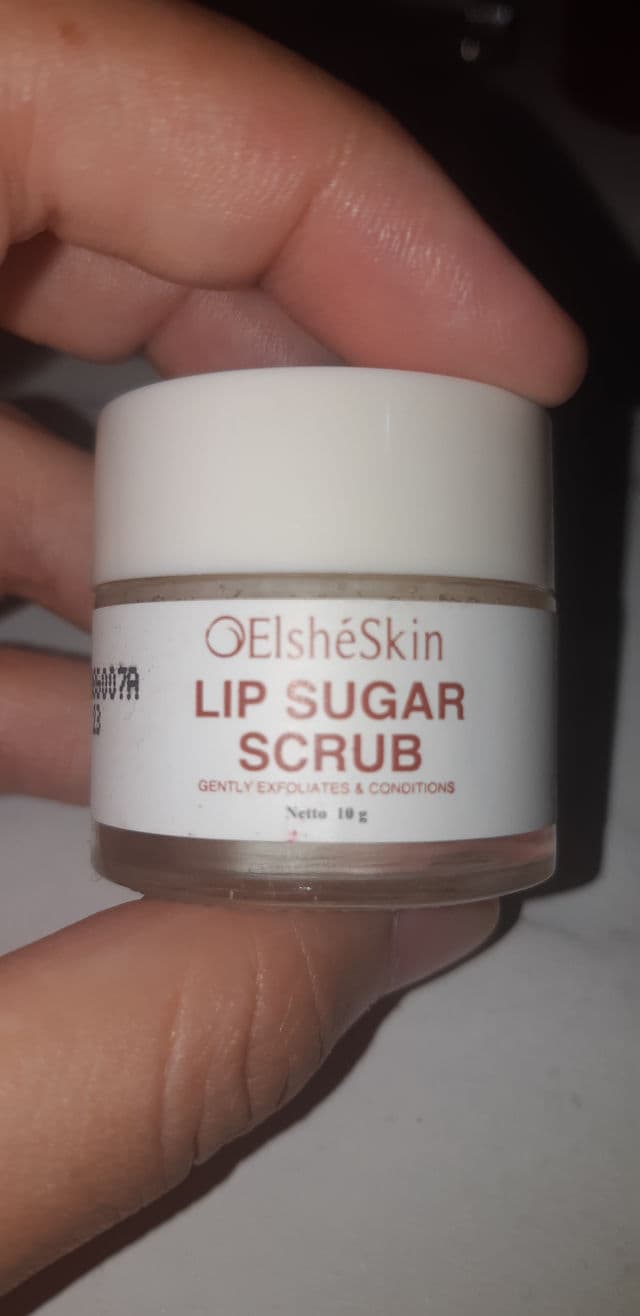 ElshéSkin
LIP SUGAR
SCRUB
GENTLY EXFOLIATES & CONDITIONS
Netto 10 g